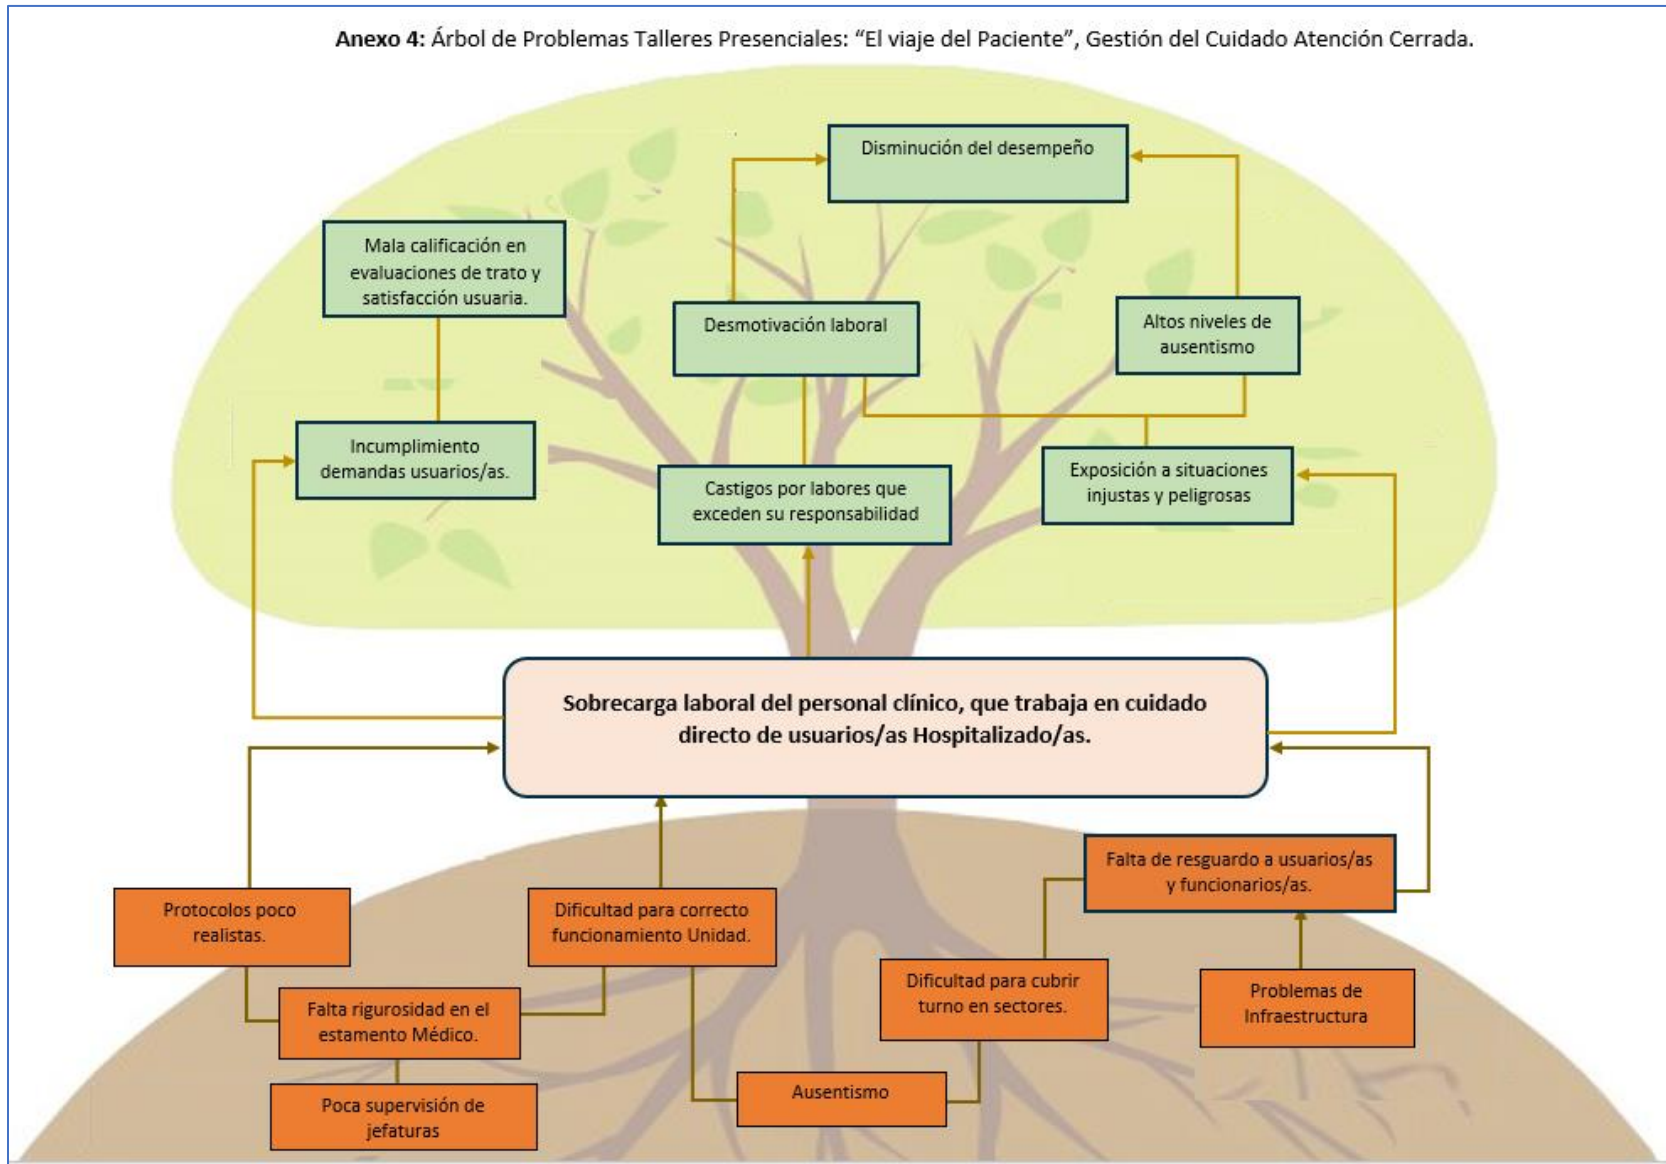 Anexo 4: Árbol de Problemas Talleres Presenciales: “El viaje del Paciente”, Gestión del Cuidado Atención Cerrada.
Disminución del desempeño
Mala calificación en
evaluaciones de trato y
satisfacción usuaria.
Desmotivación laboral
Altos niveles de
ausentismo
Incumplimiento
demandas usuarios/as.
Castigos por labores que
exceden su responsabilidad
Exposición a situaciones
injustas y peligrosas
Sobrecarga laboral del personal clínico, que trabaja en cuidado
directo de usuarios/as Hospitalizado/as.
Falta de resguardo a usuarios/as
y funcionarios/as.
Protocolos poco
realistas.
Dificultad para correcto
funcionamiento Unidad.
Dificultad para cubrir
turno en sectores.
Problemas de
Infraestructura
Falta rigurosidad en el
estamento Médico.
Ausentismo
Poca supervisión de
jefaturas